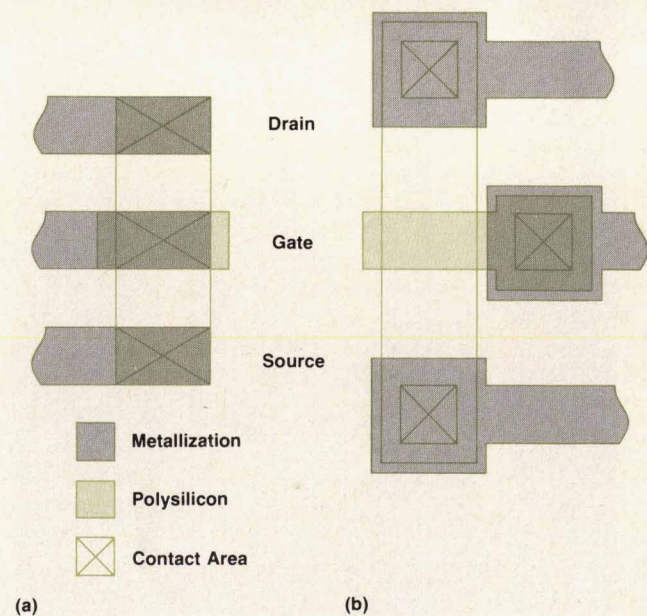 Drain
Gate
Source
Metallization
Polysilicon
Contact Area
(a)
(b)